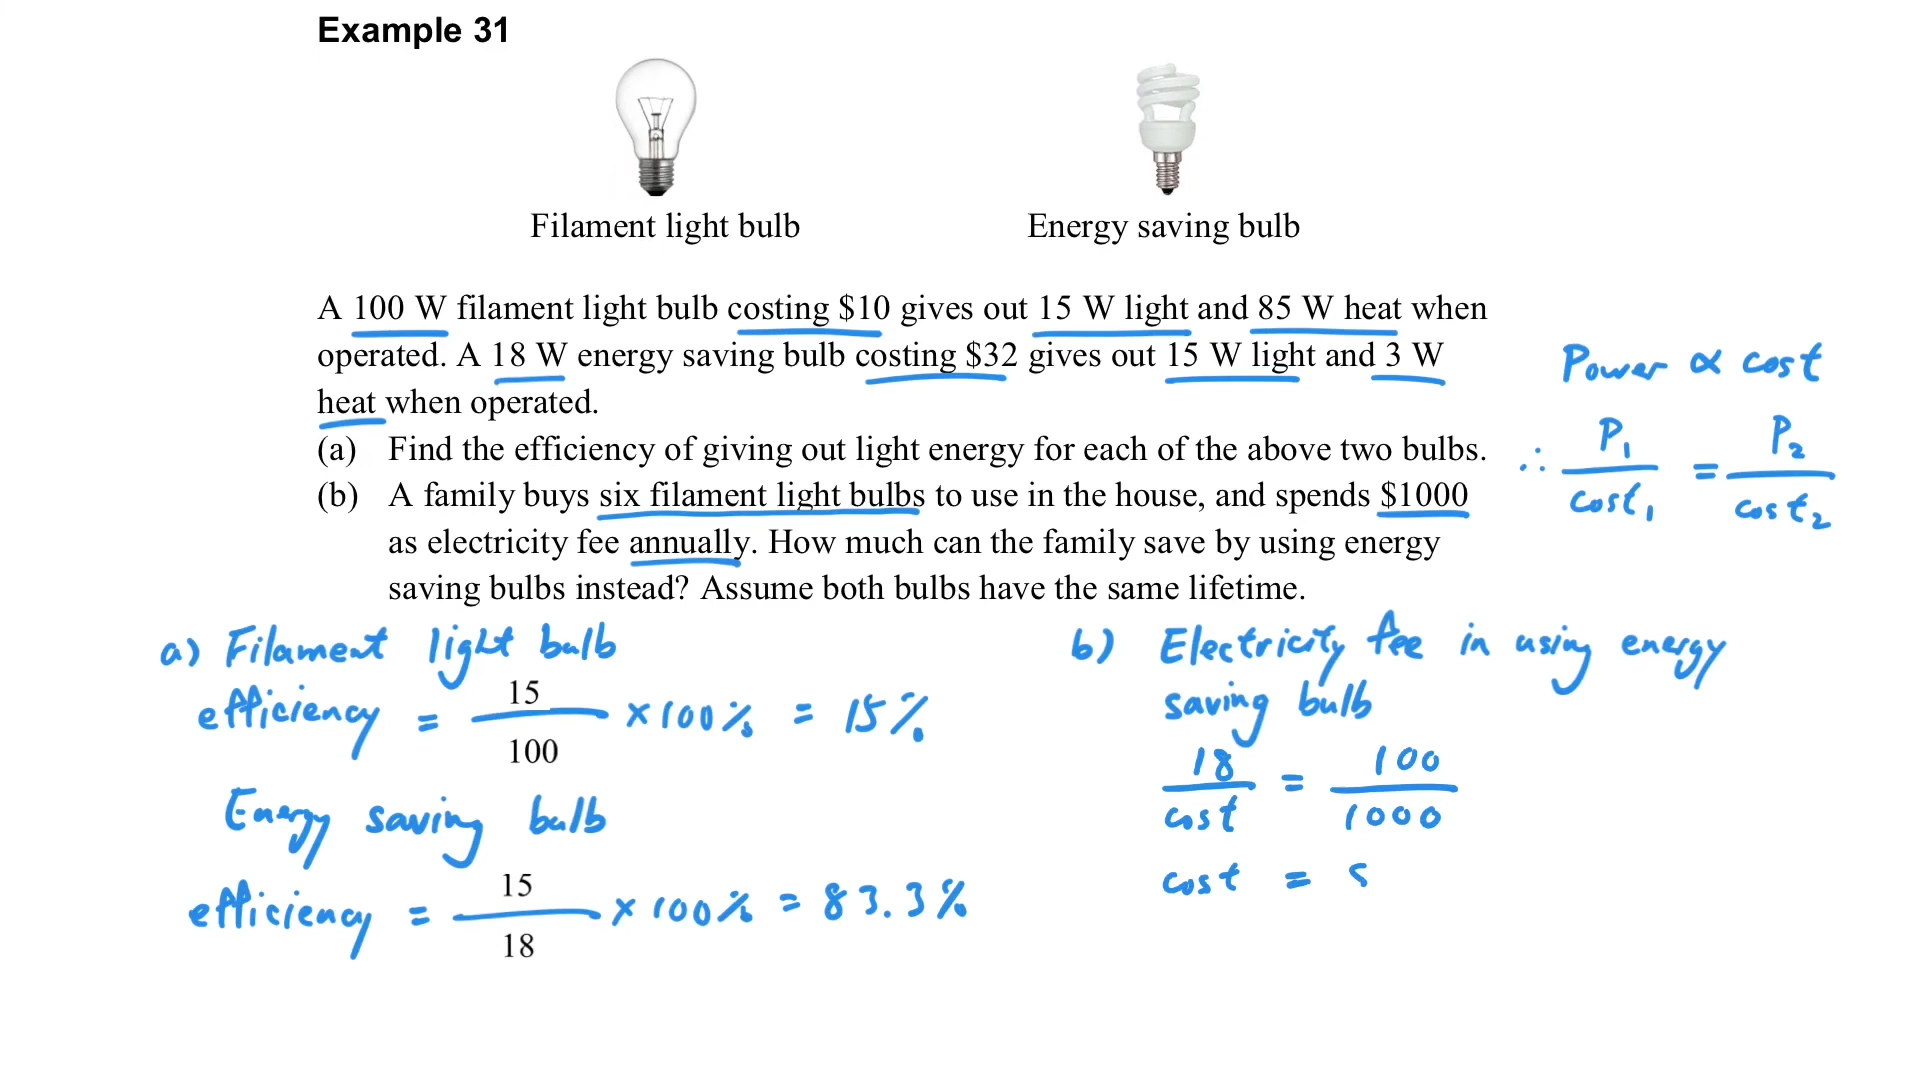 Example 31
Filament light bulb
Energy saving bulb
A 100 W filament light bulb costing $10 gives out 15 W light and 85 W heat when
operated. A 18 W energy saving bulb costing $32 gives out 15 W light and 3 W
heat when operated.
(a) Find the efficiency of giving out light energy for each of the above two bulbs.
(b) A family buys six filament light bulbs to use in the house, and spends $1000
as electricity fee annually. How much can the family save by using energy
saving bulbs instead? Assume both bulbs have the same lifetime.
Power ∝ cost
∴ P₁ / cost₁ = P₂ / cost₂
a) Filament light bulb
efficiency = 15 / 100 × 100% = 15%
Energy saving bulb
efficiency = 15 / 18 × 100% = 83.3%
b) Electricity fee in using energy
saving bulb
18 / cost = 100 / 1000
cost =